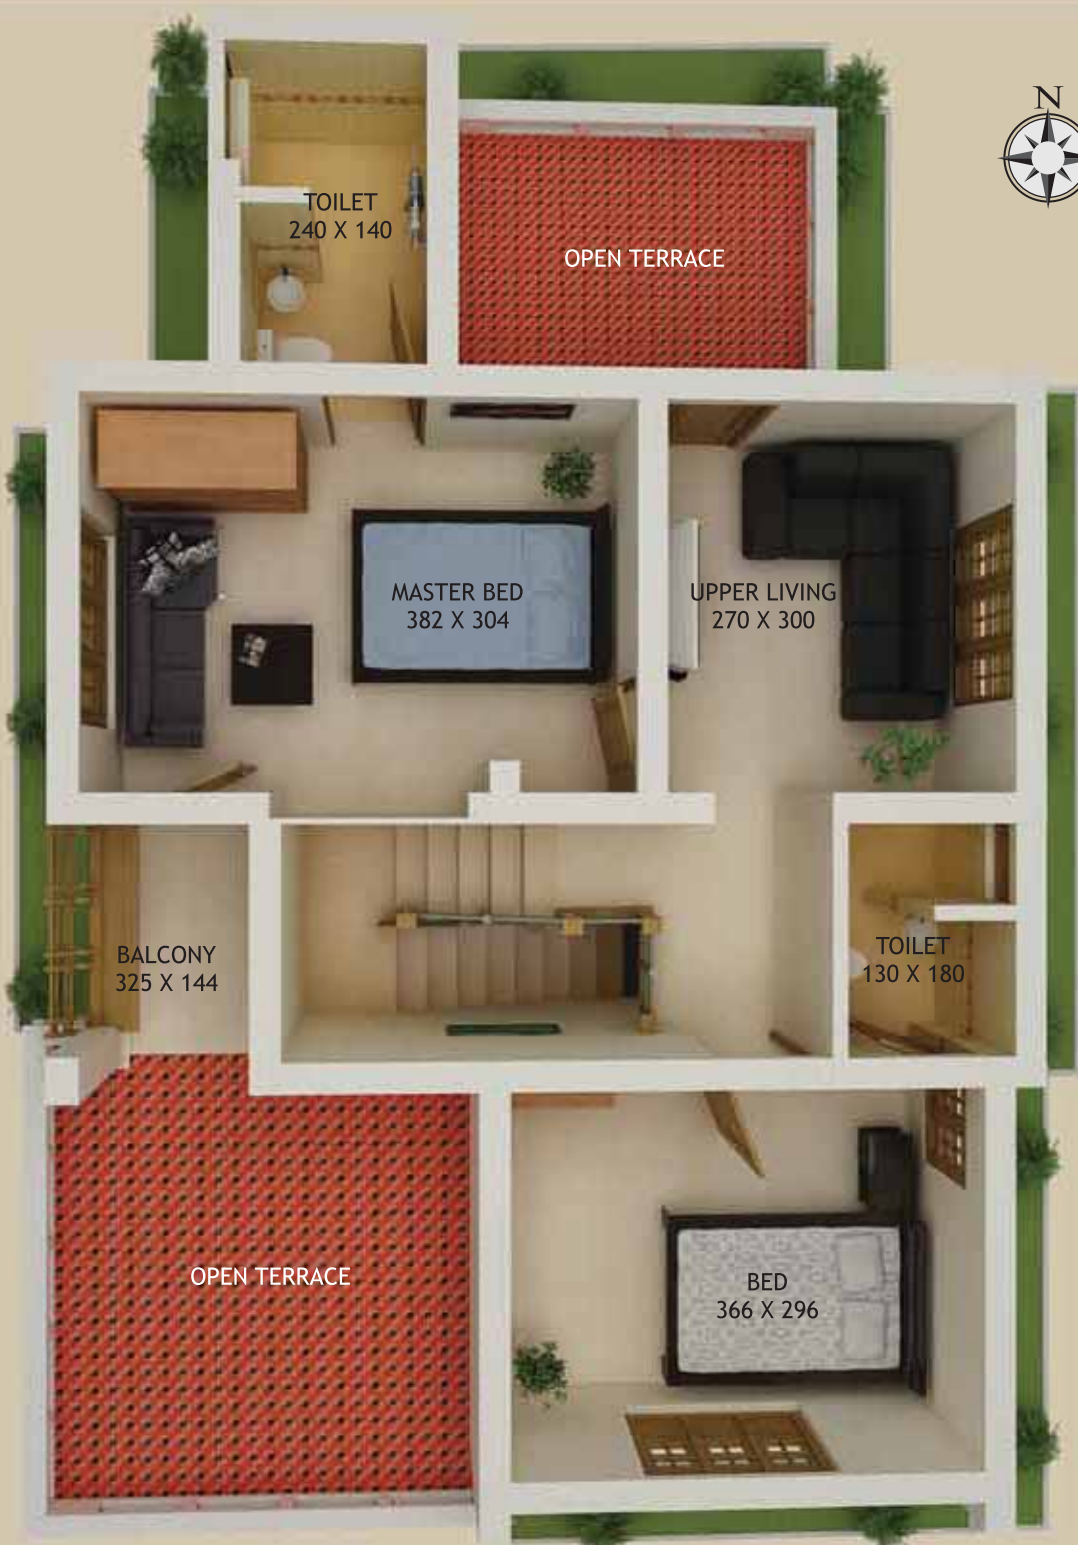 N
TOILET
240 X 140
OPEN TERRACE
MASTER BED
382 X 304
UPPER LIVING
270 X 300
BALCONY
325 X 144
TOILET
130 X 180
OPEN TERRACE
BED
366 X 296